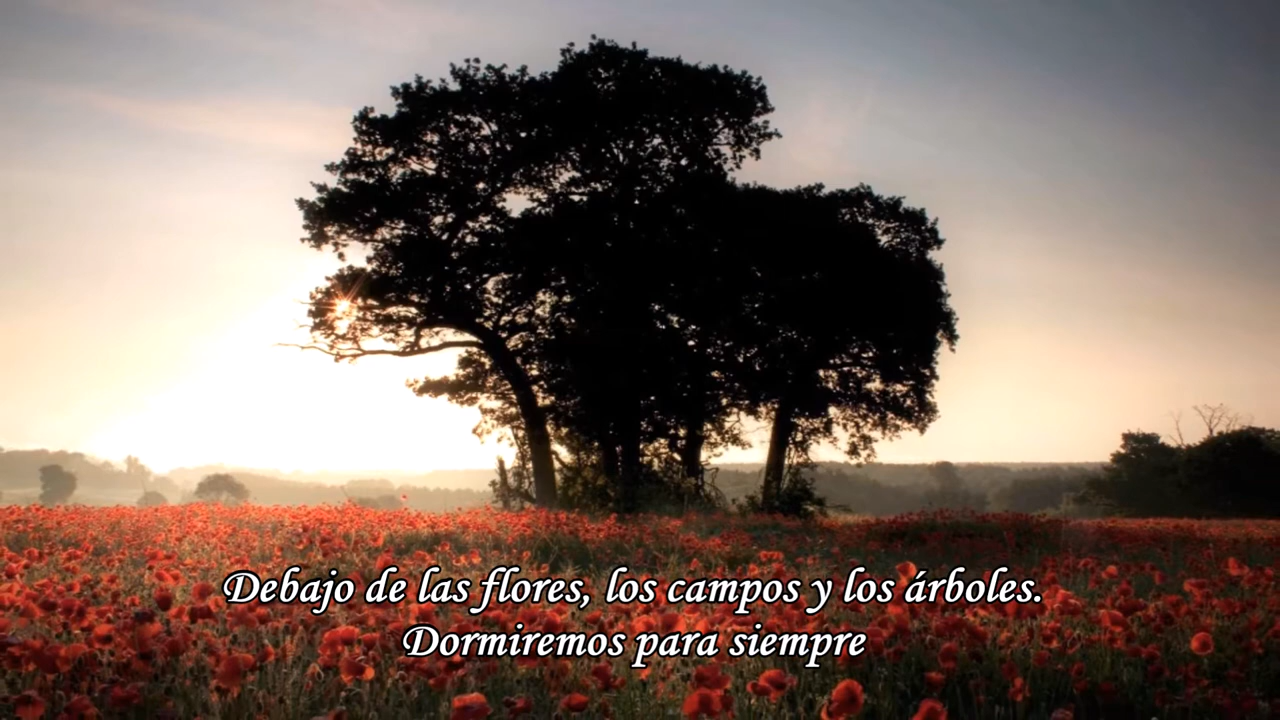 Debajo de las flores, los campos y los árboles.
Dormiremos para siempre